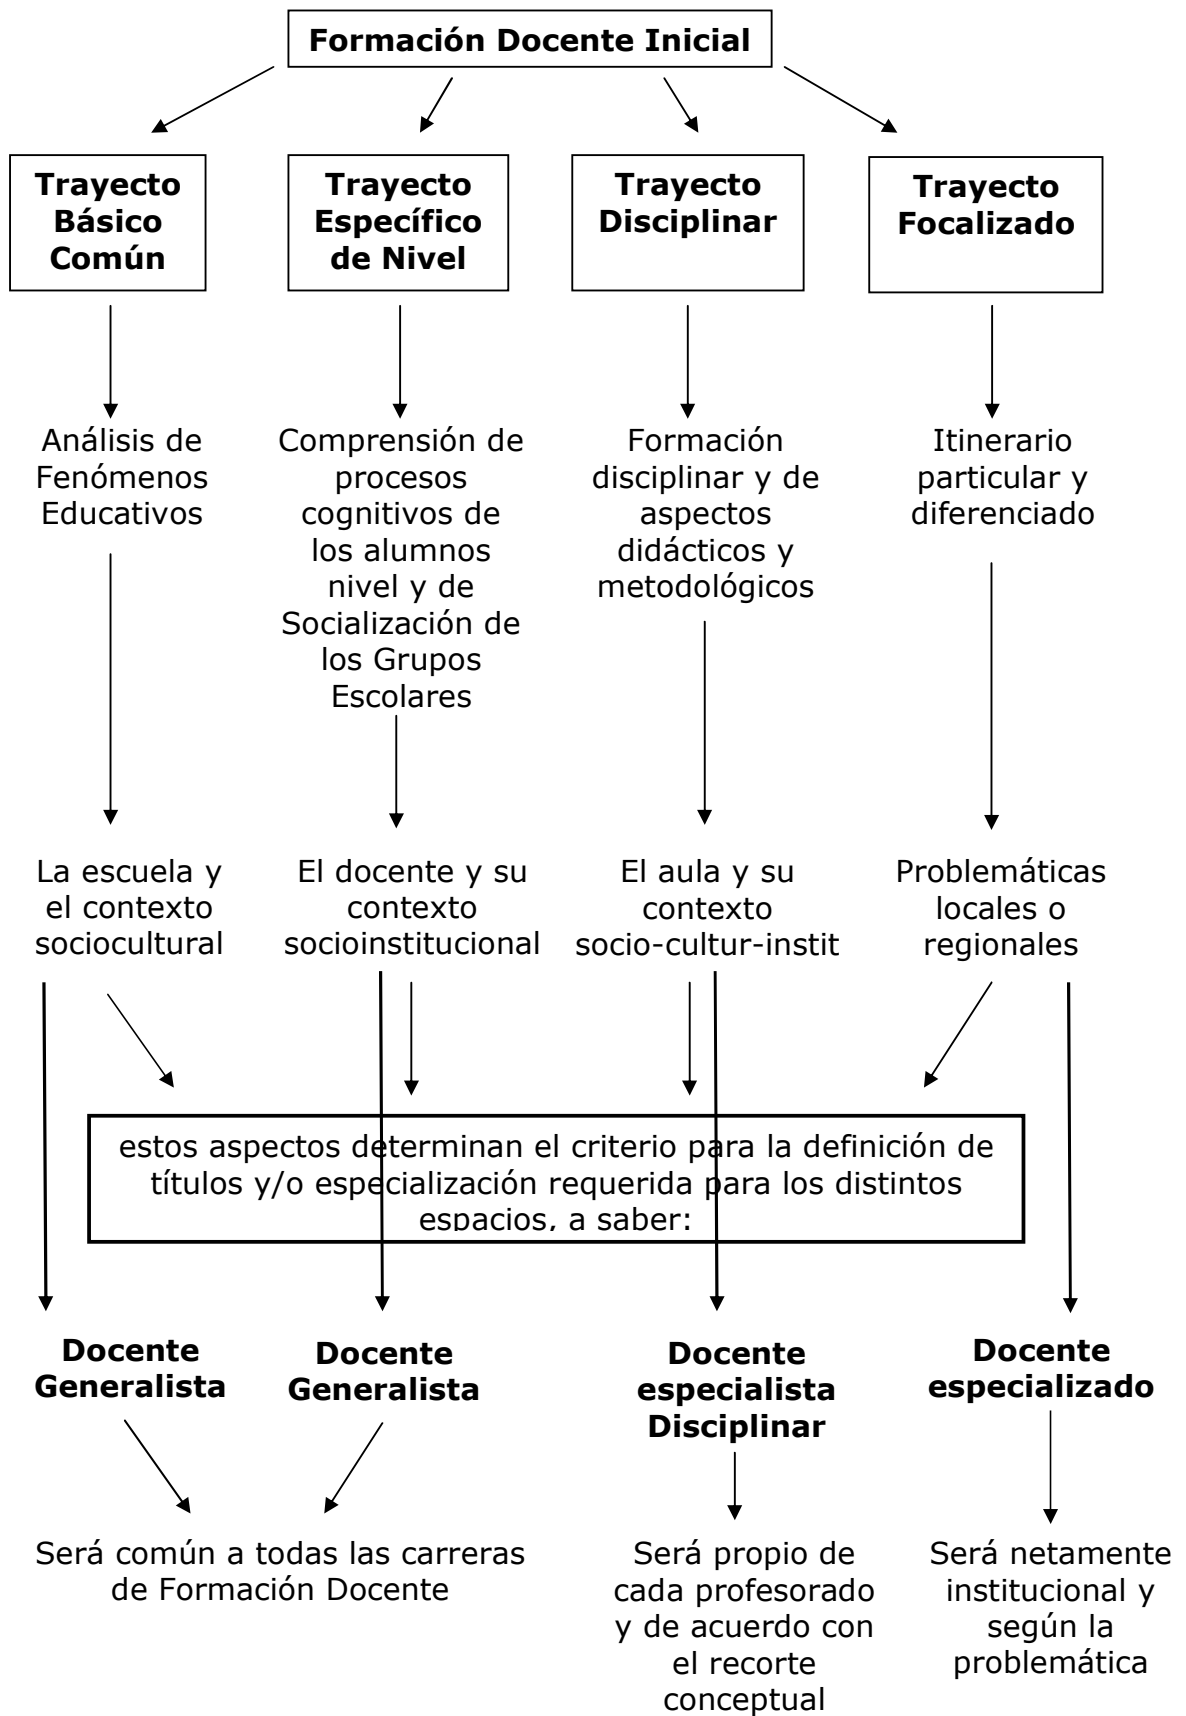 Formación Docente Inicial
Trayecto
Básico
Común
Trayecto
Específico
de Nivel
Trayecto
Disciplinar
Trayecto
Focalizado
Análisis de
Fenómenos
Educativos
Comprensión de
procesos
cognitivos de
los alumnos
nivel y de
Socialización de
los Grupos
Escolares
Formación
disciplinar y de
aspectos
didácticos y
metodológicos
Itinerario
particular y
diferenciado
La escuela y
el contexto
sociocultural
El docente y su
contexto
socioinstitucional
El aula y su
contexto
socio-cultur-instit
Problemáticas
locales o
regionales
estos aspectos determinan el criterio para la definición de
títulos y/o especialización requerida para los distintos
espacios, a saber:
Docente
Generalista
Docente
Generalista
Docente
especialista
Disciplinar
Docente
especializado
Será común a todas las carreras
de Formación Docente
Será propio de
cada profesorado
y de acuerdo con
el recorte
conceptual
Será netamente
institucional y
según la
problemática